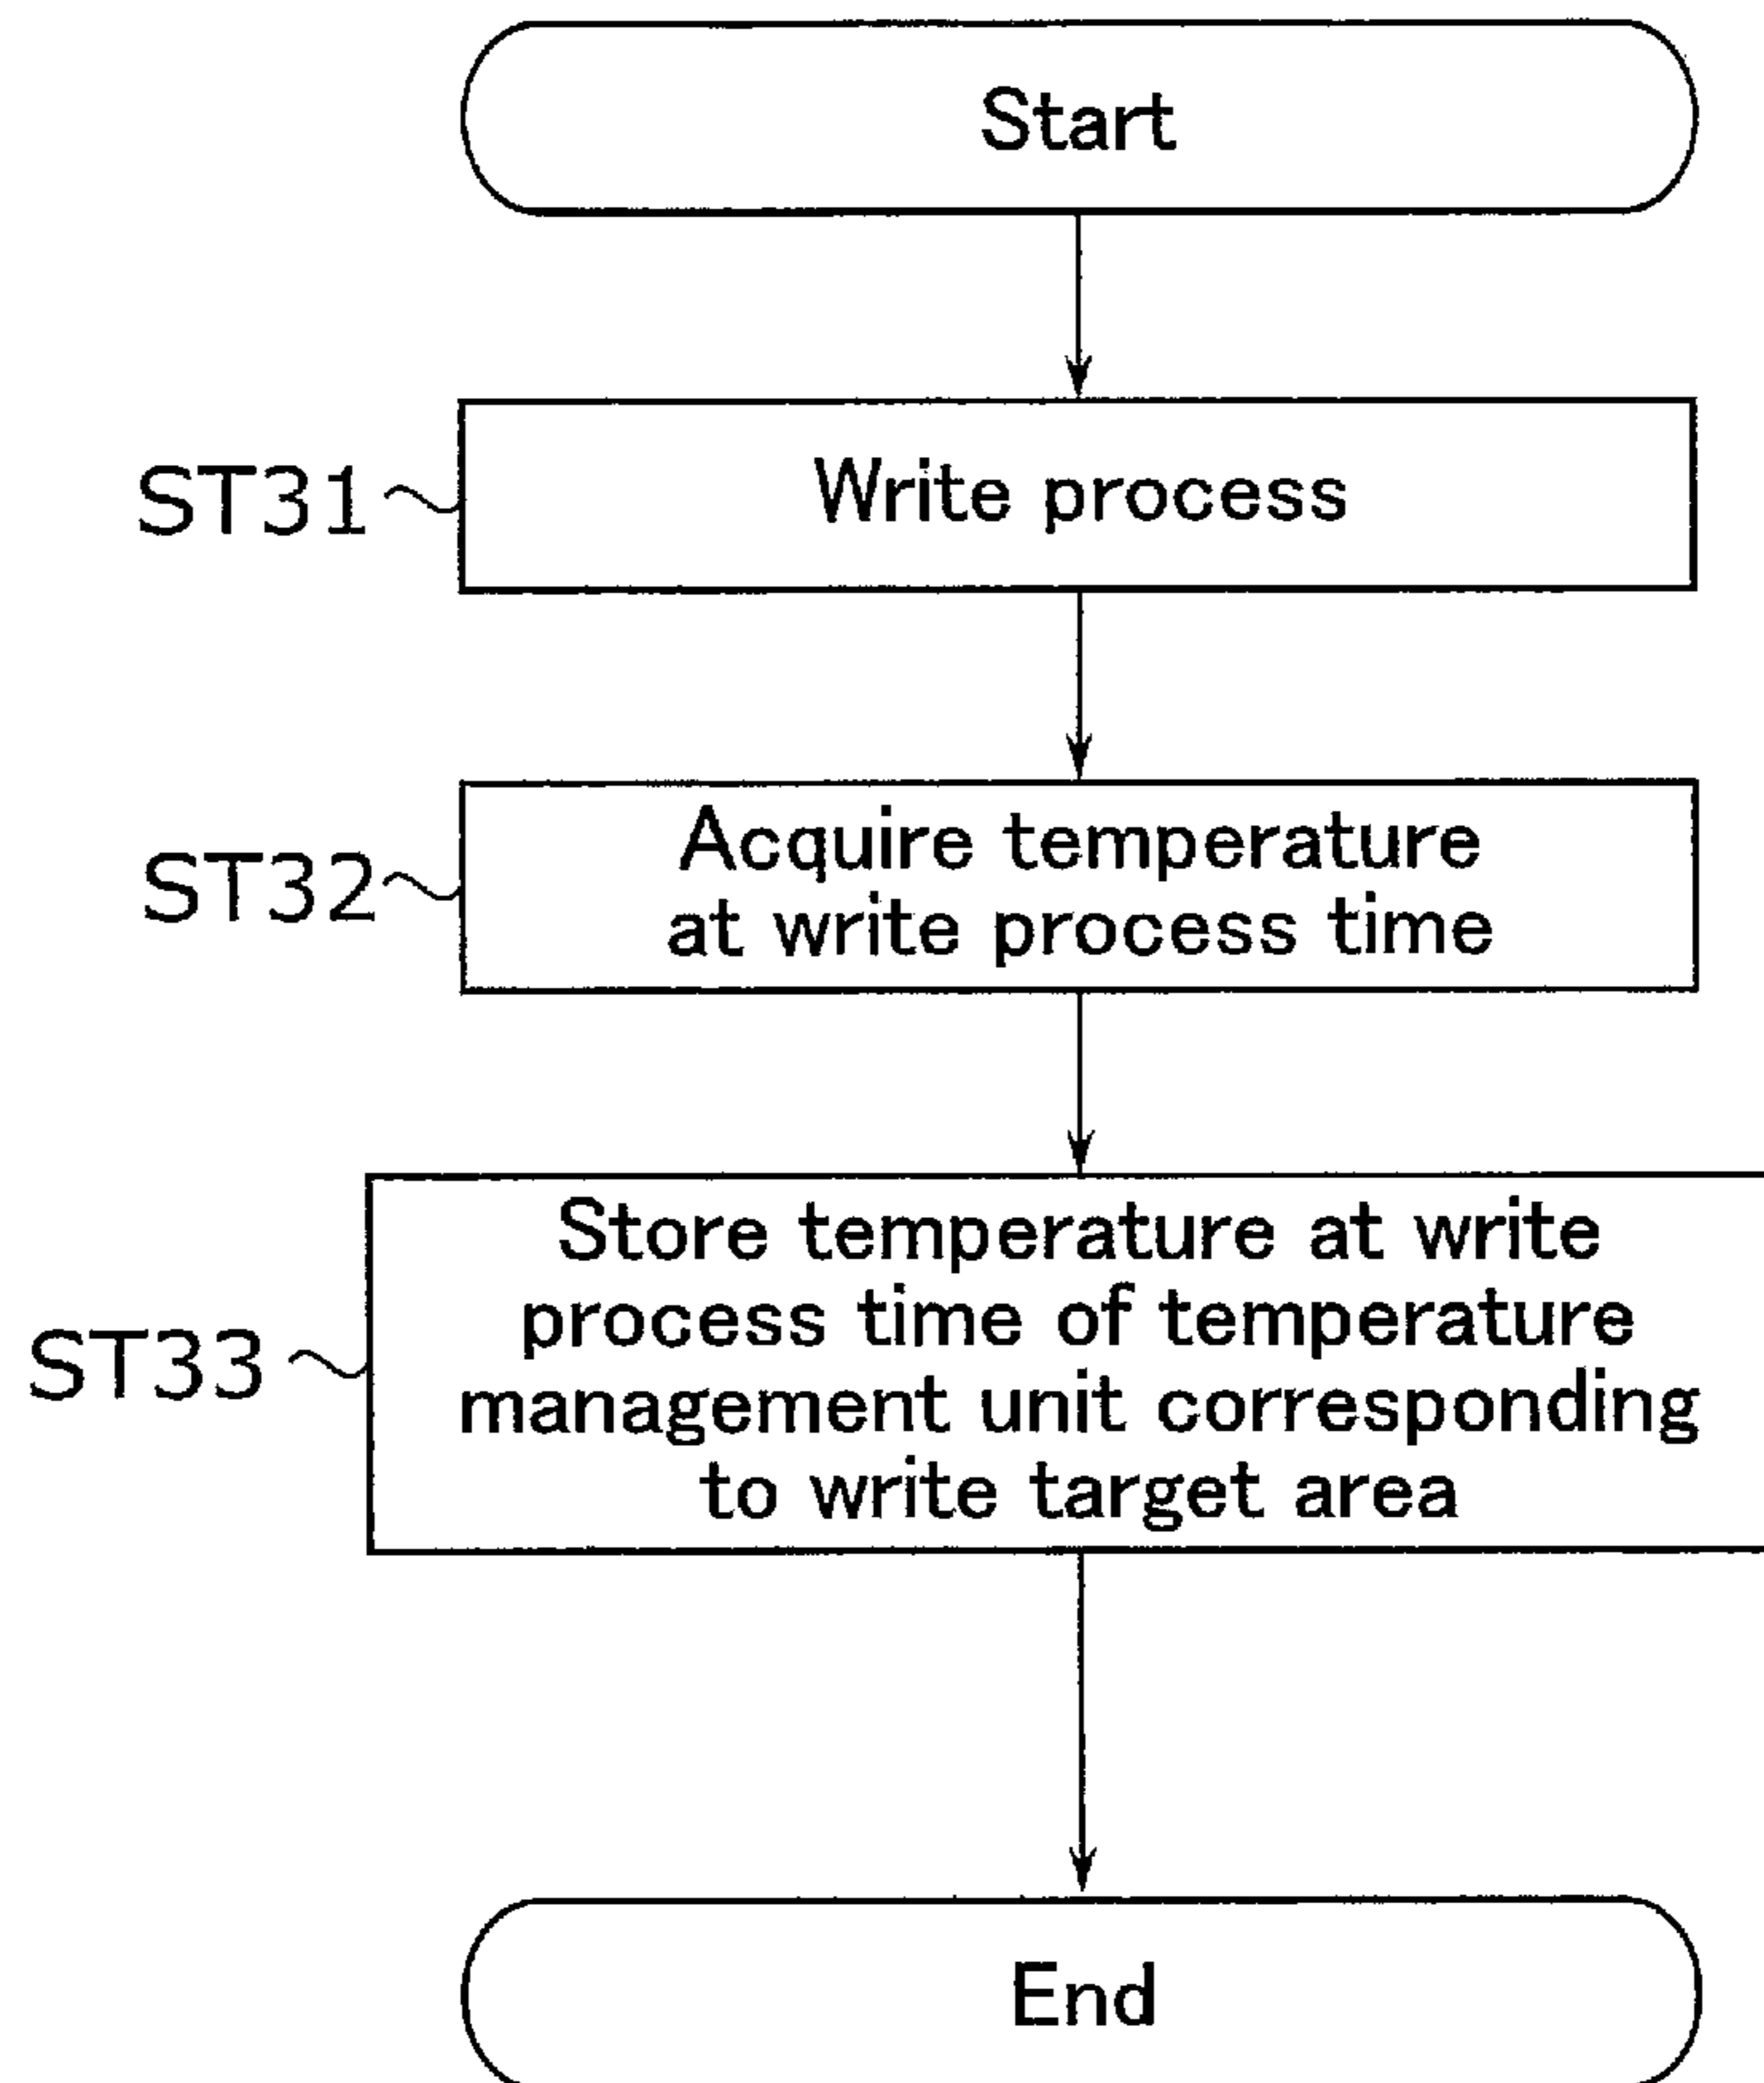 Start
ST31
Write process
ST32
Acquire temperature
at write process time
ST33
Store temperature at write
process time of temperature
management unit corresponding
to write target area
End